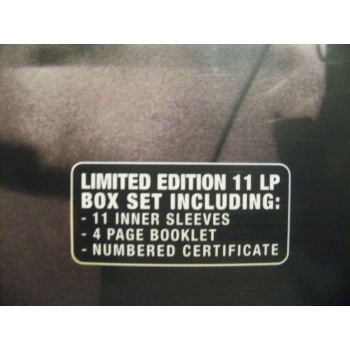 LIMITED EDITION 11 LP
BOX SET INCLUDING:
- 11 INNER SLEEVES
- 4 PAGE BOOKLET
- NUMBERED CERTIFICATE